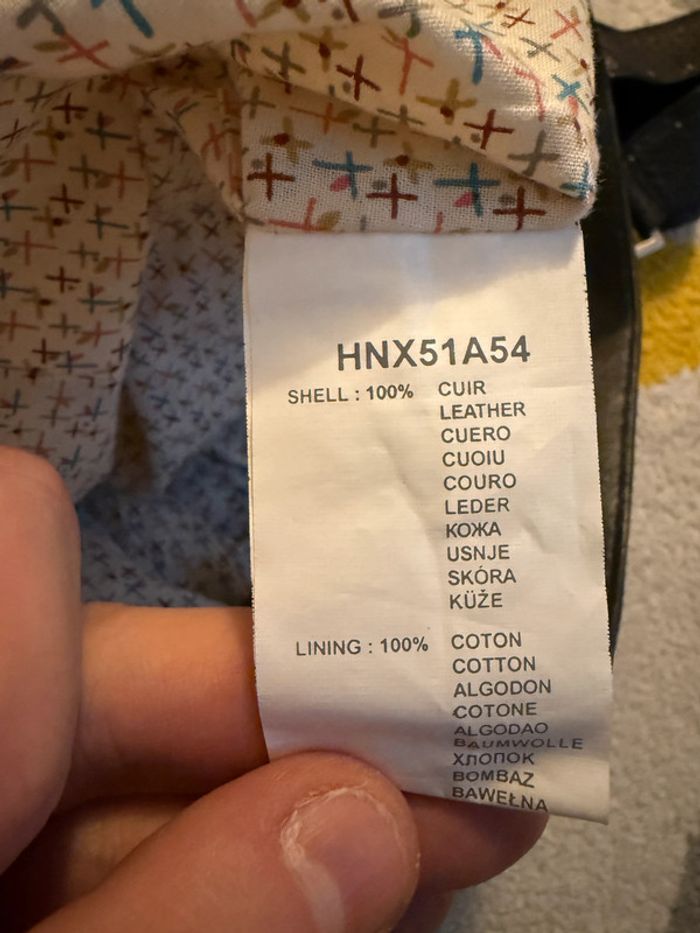 HNX51A54
SHELL : 100% CUIR
LEATHER
CUERO
CUOIU
COURO
LEDER
КОЖА
USNJE
SKÓRA
KÜŽE
LINING : 100% COTON
COTTON
ALGODON
COTONE
ALGODAO
BAUMWOLLE
ХЛОПОК
BOMBAZ
BAWEŁNA